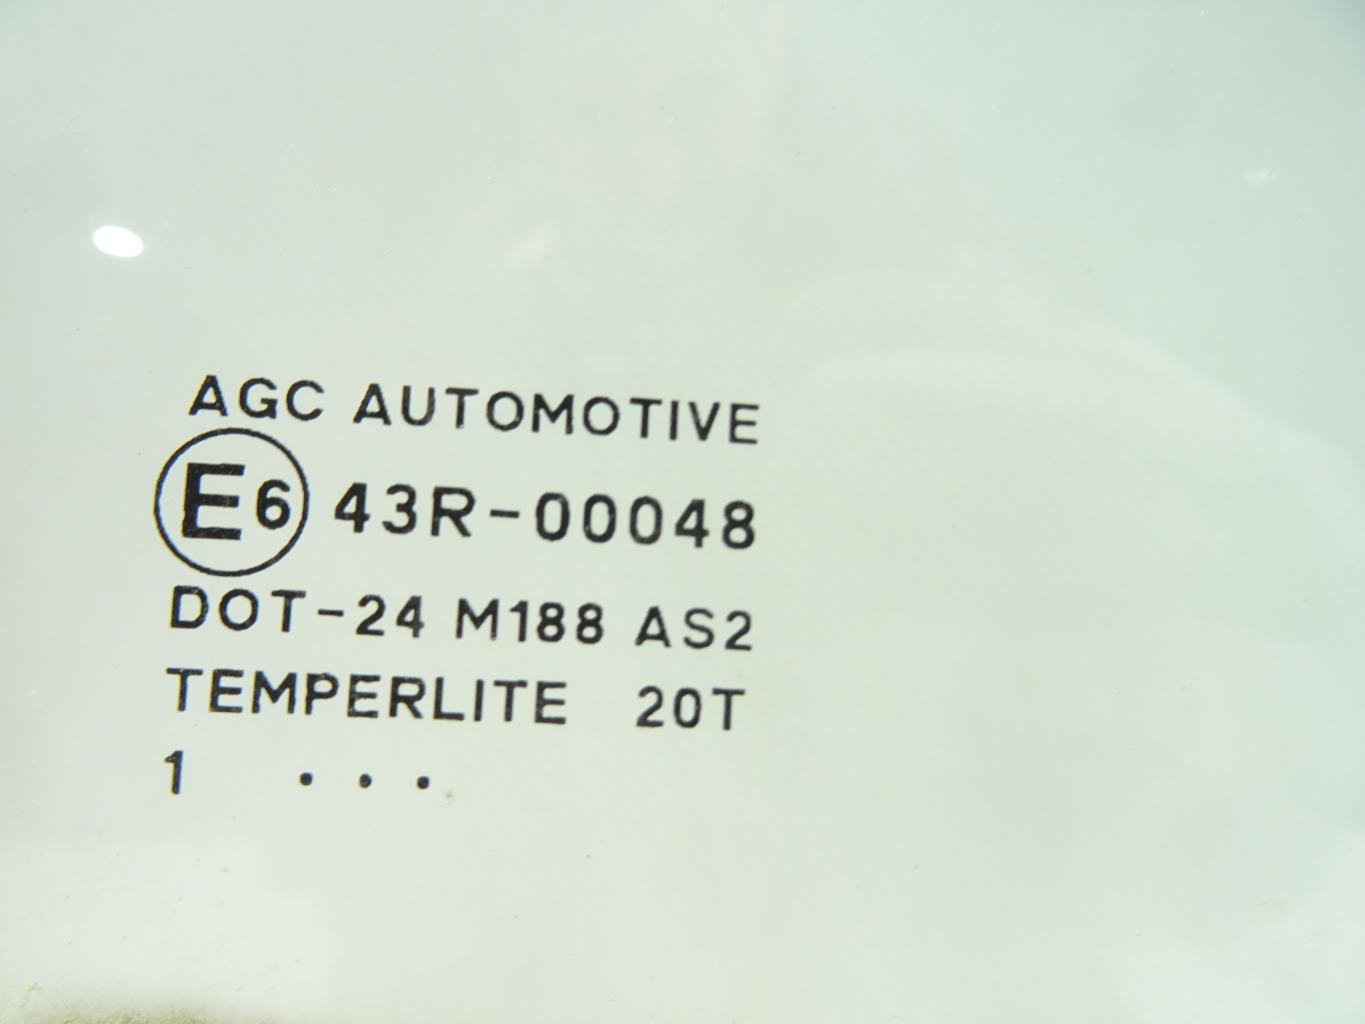 AGC AUTOMOTIVE
E6 43R-00048
DOT-24 M188 AS2
TEMPERLITE 20T
1 . . .